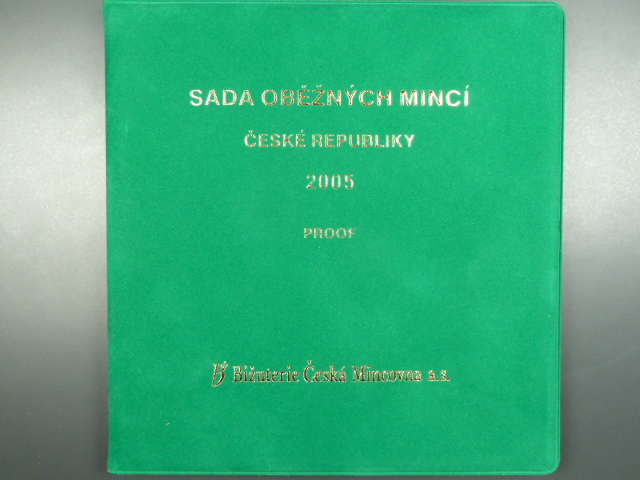 SADA OBĚŽNÝCH MINCÍ
ČESKÉ REPUBLIKY
2005
PROOF
Bižuterie Česká Mincovna a.s.